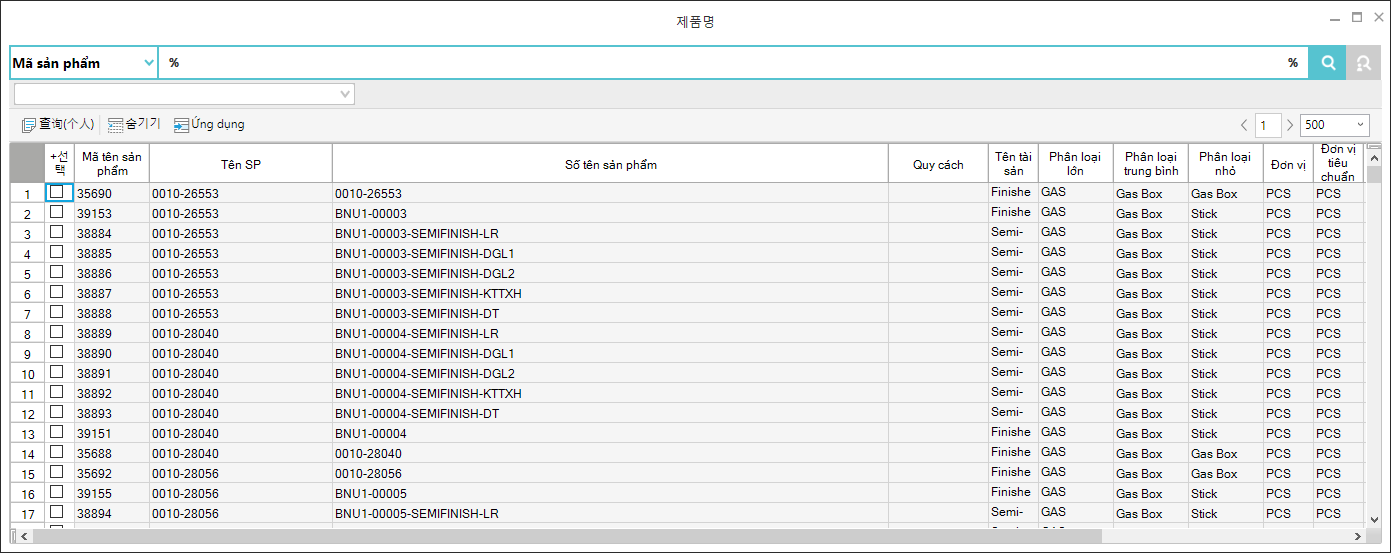 제품명
Mã sản phẩm % %
查询(个人) 숨기기 Ứng dụng 1 500
+선택 Mã tên sản phẩm Tên SP Số tên sản phẩm Quy cách Tên tài sản Phân loại lớn Phân loại trung bình Phân loại nhỏ Đơn vị Đơn vị tiêu chuẩn
1 35690 0010-26553 0010-26553 Finishe GAS Gas Box Gas Box PCS PCS
2 39153 0010-26553 BNU1-00003 Finishe GAS Gas Box Stick PCS PCS
3 38884 0010-26553 BNU1-00003-SEMIFINISH-LR Semi- GAS Gas Box Stick PCS PCS
4 38885 0010-26553 BNU1-00003-SEMIFINISH-DGL1 Semi- GAS Gas Box Stick PCS PCS
5 38886 0010-26553 BNU1-00003-SEMIFINISH-DGL2 Semi- GAS Gas Box Stick PCS PCS
6 38887 0010-26553 BNU1-00003-SEMIFINISH-KTTXH Semi- GAS Gas Box Stick PCS PCS
7 38888 0010-26553 BNU1-00003-SEMIFINISH-DT Semi- GAS Gas Box Stick PCS PCS
8 38889 0010-28040 BNU1-00004-SEMIFINISH-LR Semi- GAS Gas Box Stick PCS PCS
9 38890 0010-28040 BNU1-00004-SEMIFINISH-DGL1 Semi- GAS Gas Box Stick PCS PCS
10 38891 0010-28040 BNU1-00004-SEMIFINISH-DGL2 Semi- GAS Gas Box Stick PCS PCS
11 38892 0010-28040 BNU1-00004-SEMIFINISH-KTTXH Semi- GAS Gas Box Stick PCS PCS
12 38893 0010-28040 BNU1-00004-SEMIFINISH-DT Semi- GAS Gas Box Stick PCS PCS
13 39151 0010-28040 BNU1-00004 Finishe GAS Gas Box Stick PCS PCS
14 35688 0010-28040 0010-28040 Finishe GAS Gas Box Gas Box PCS PCS
15 35692 0010-28056 0010-28056 Finishe GAS Gas Box Gas Box PCS PCS
16 39155 0010-28056 BNU1-00005 Finishe GAS Gas Box Stick PCS PCS
17 38894 0010-28056 BNU1-00005-SEMIFINISH-LR Semi- GAS Gas Box Stick PCS PCS